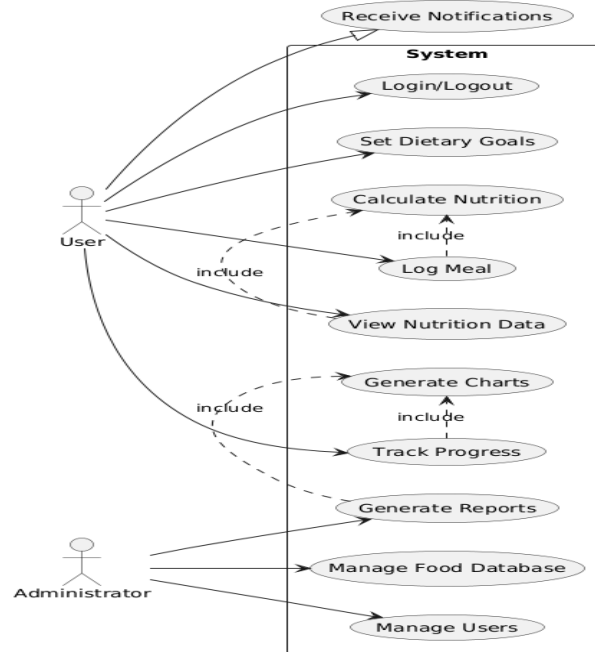 Receive Notifications
System
Login/Logout
Set Dietary Goals
Calculate Nutrition
include
User
include
Log Meal
View Nutrition Data
Generate Charts
include
include
Track Progress
Generate Reports
Manage Food Database
Administrator
Manage Users